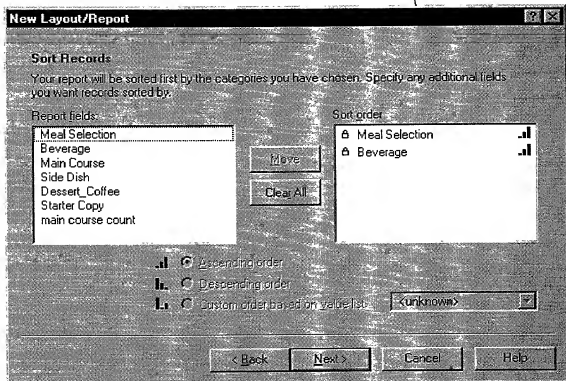 New Layout/Report
Sort Records
Your report will be sorted first by the categories you have chosen. Specify any additional fields
you want records sorted by.
Report fields:
Sort order
Meal Selection
Beverage
Main Course
Side Dish
Dessert_Coffee
Starter Copy
main course count
Move
Clear All
Meal Selection
Beverage
Ascending order
Descending order
Custom order based on value list
<unknown>
< Back
Next >
Cancel
Help